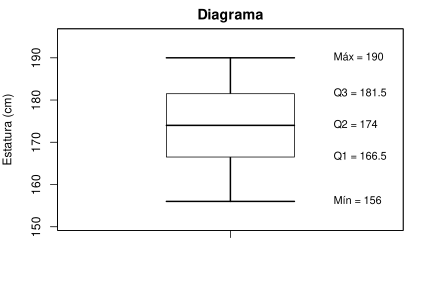 Diagrama
Estatura (cm)
190
180
170
160
150
Máx = 190
Q3 = 181.5
Q2 = 174
Q1 = 166.5
Mín = 156